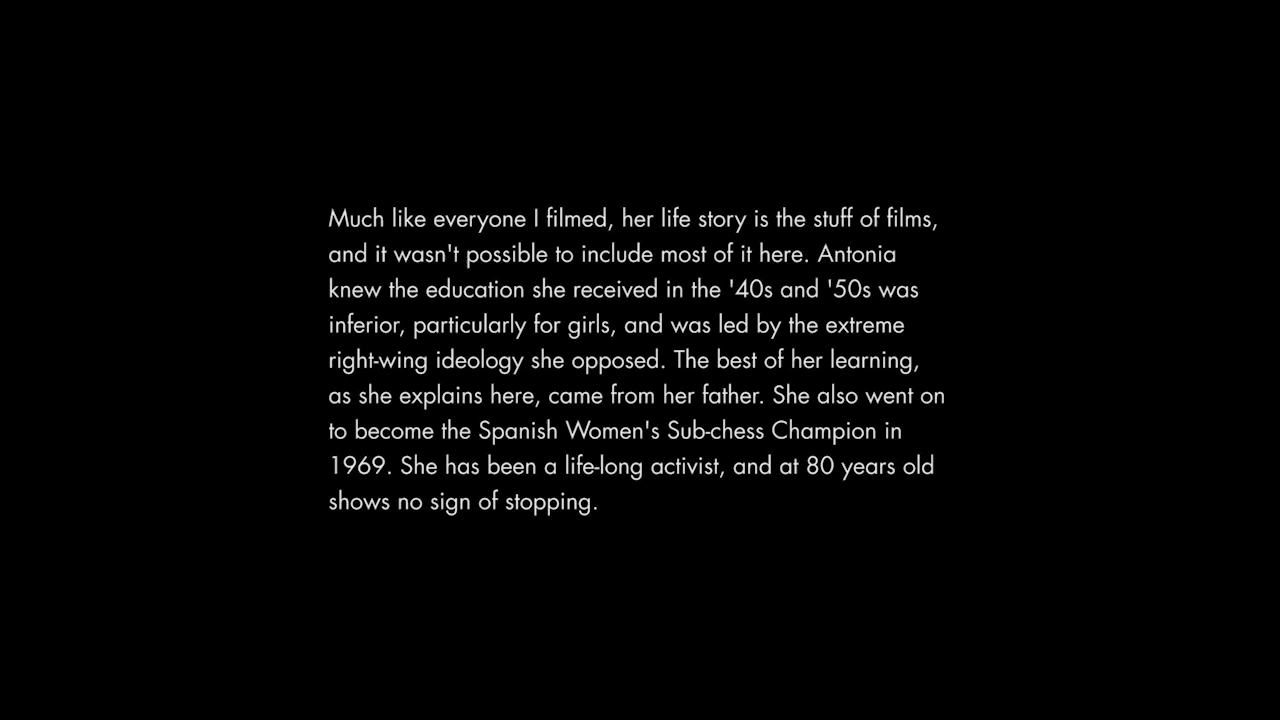 Much like everyone I filmed, her life story is the stuff of films,
and it wasn't possible to include most of it here. Antonia
knew the education she received in the '40s and '50s was
inferior, particularly for girls, and was led by the extreme
right-wing ideology she opposed. The best of her learning,
as she explains here, came from her father. She also went on
to become the Spanish Women's Sub-chess Champion in
1969. She has been a life-long activist, and at 80 years old
shows no sign of stopping.